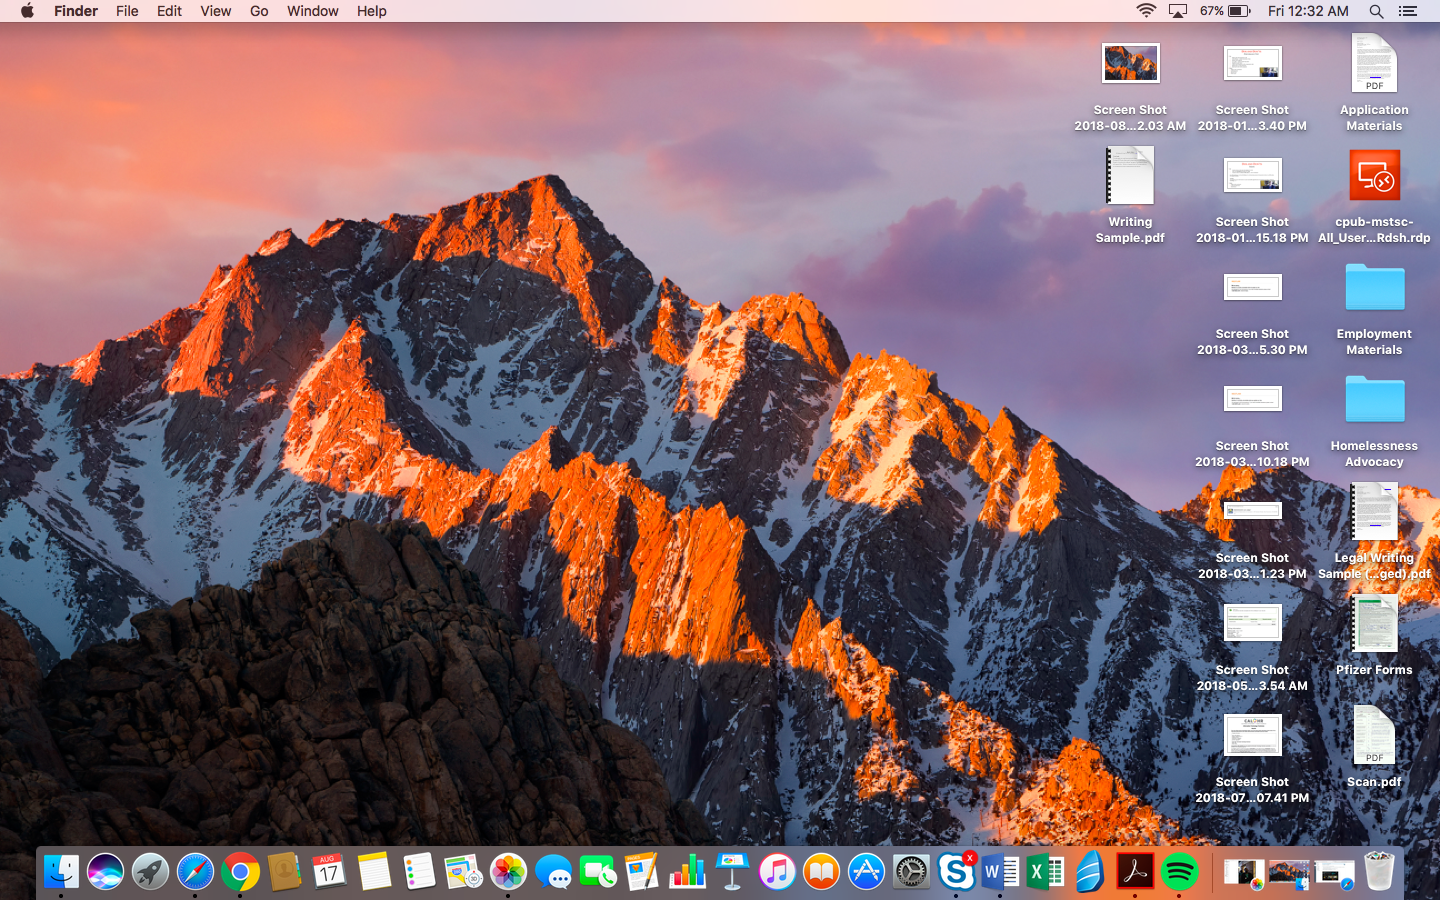 Finder File Edit View Go Window Help 67% Fri 12:32 AM
Screen Shot
2018-08...2.03 AM
Screen Shot
2018-01...3.40 PM
Application
Materials
Writing
Sample.pdf
Screen Shot
2018-01...15.18 PM
cpub-mstsc-
All_User...Rdsh.rdp
Screen Shot
2018-03...5.30 PM
Employment
Materials
Screen Shot
2018-03...10.18 PM
Homelessness
Advocacy
Screen Shot
2018-03...1.23 PM
Legal Writing
Sample (...ged).pdf
Screen Shot
2018-05...3.54 AM
Pfizer Forms
CALHR
Screen Shot
2018-07...07.41 PM
PDF
Scan.pdf
PDF
AUG
17
30
X
W
X
S
A